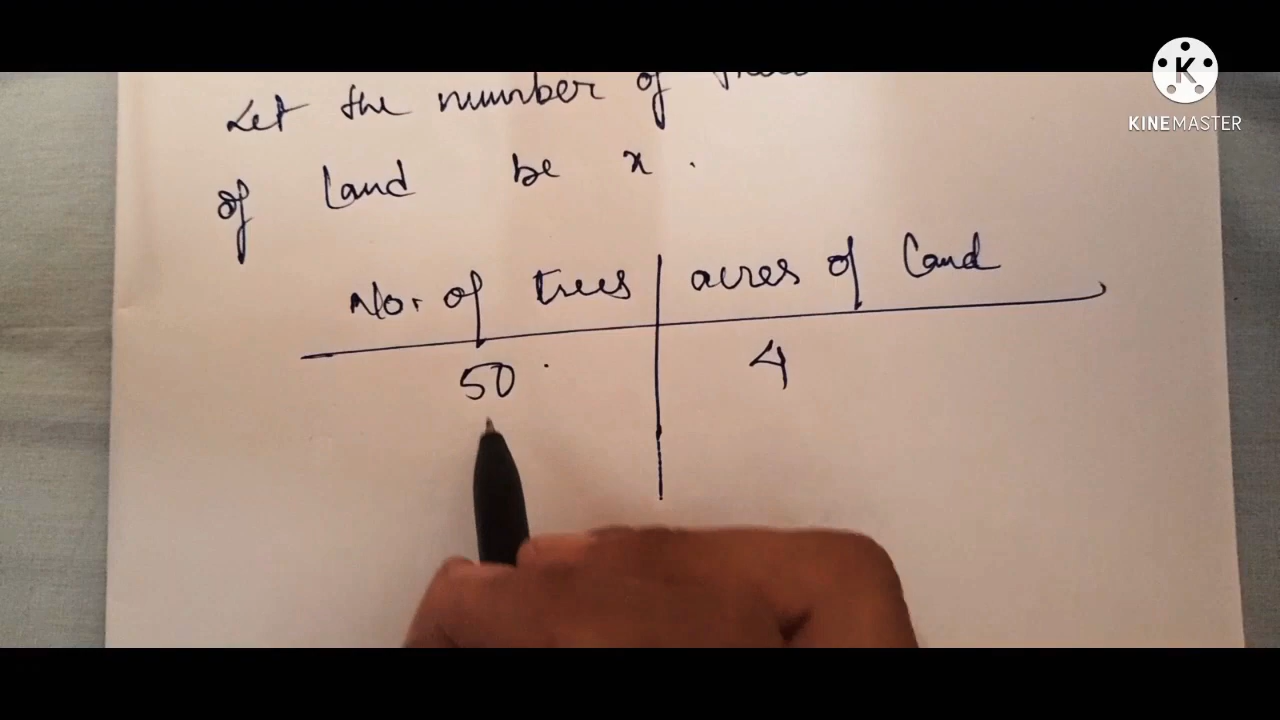 KINEMASTER
Let the number of
of land be x.
No. of trees acres of land
50 4